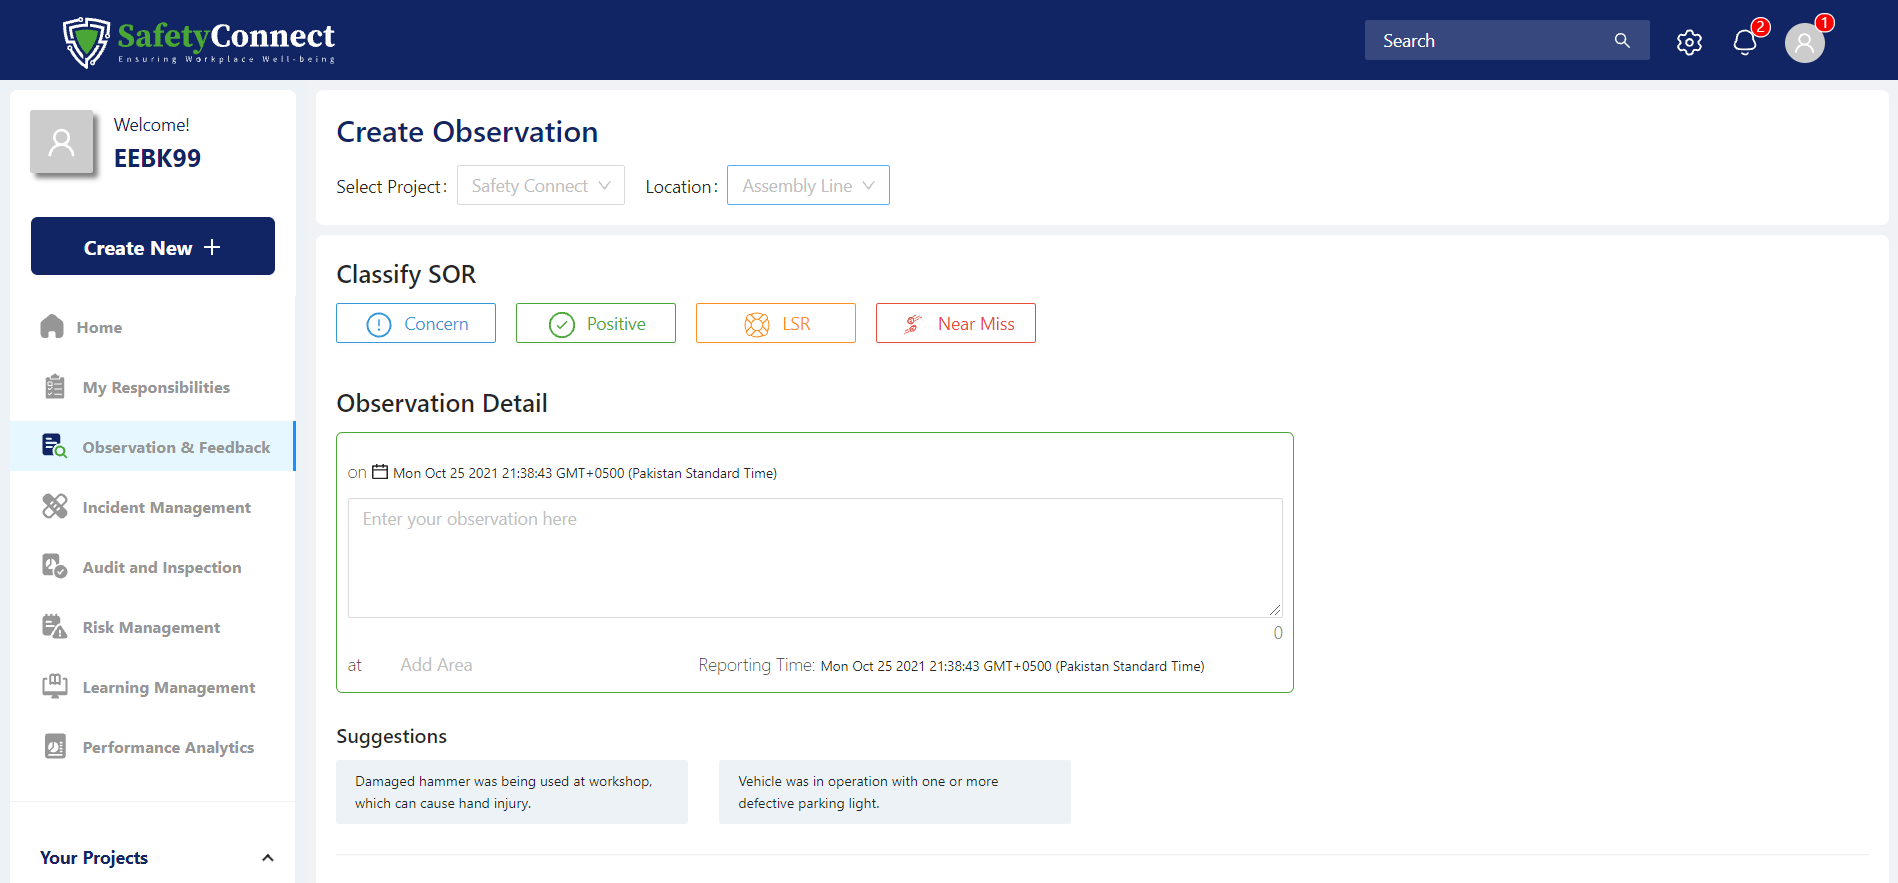 SafetyConnect
Ensuring Workplace Well-being
Search
2
1
Welcome!
EEBK99
Create New
Home
My Responsibilities
Observation & Feedback
Incident Management
Audit and Inspection
Risk Management
Learning Management
Performance Analytics
Your Projects
Create Observation
Select Project: Safety Connect Location: Assembly Line
Classify SOR
Concern Positive LSR Near Miss
Observation Detail
on Mon Oct 25 2021 21:38:43 GMT+0500 (Pakistan Standard Time)
Enter your observation here
0
at Add Area Reporting Time: Mon Oct 25 2021 21:38:43 GMT+0500 (Pakistan Standard Time)
Suggestions
Damaged hammer was being used at workshop,
which can cause hand injury.
Vehicle was in operation with one or more
defective parking light.